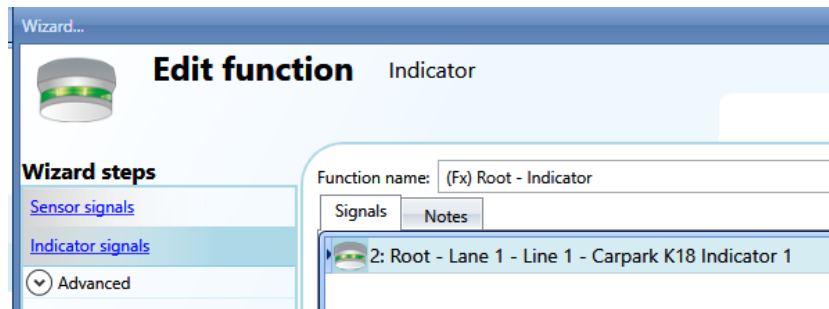 Wizard...
Edit function Indicator
Wizard steps
Function name: (Fx) Root - Indicator
Sensor signals
Signals Notes
Indicator signals
2: Root - Lane 1 - Line 1 - Carpark K18 Indicator 1
Advanced